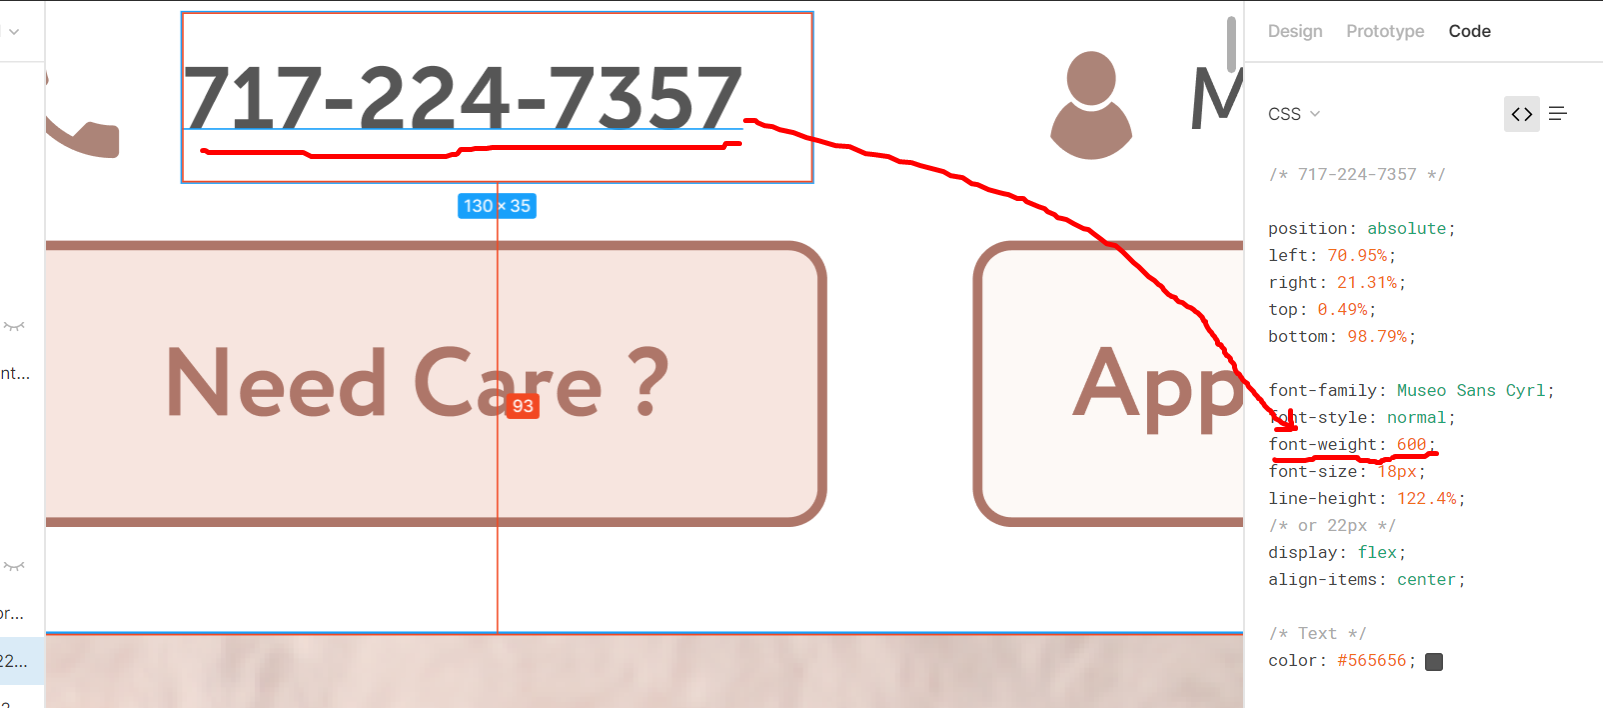 Design Prototype Code
717-224-7357
M
CSS
130 × 35
/* 717-224-7357 */
position: absolute;
left: 70.95%;
right: 21.31%;
top: 0.49%;
bottom: 98.79%;
Need Care ?
App
93
nt...
font-family: Museo Sans Cyrl;
font-style: normal;
font-weight: 600;
font-size: 18px;
line-height: 122.4%;
/* or 22px */
display: flex;
align-items: center;
or...
/* Text */
22...
color: #565656;